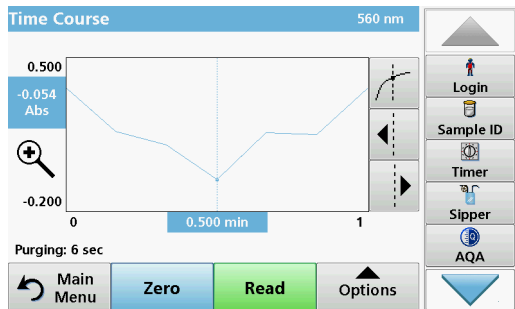 Time Course 560 nm
0.500
-0.054
Abs
-0.200
0 0.500 min 1
Purging: 6 sec
Main
Menu
Zero
Read
Options
Login
Sample ID
Timer
Sipper
AQA